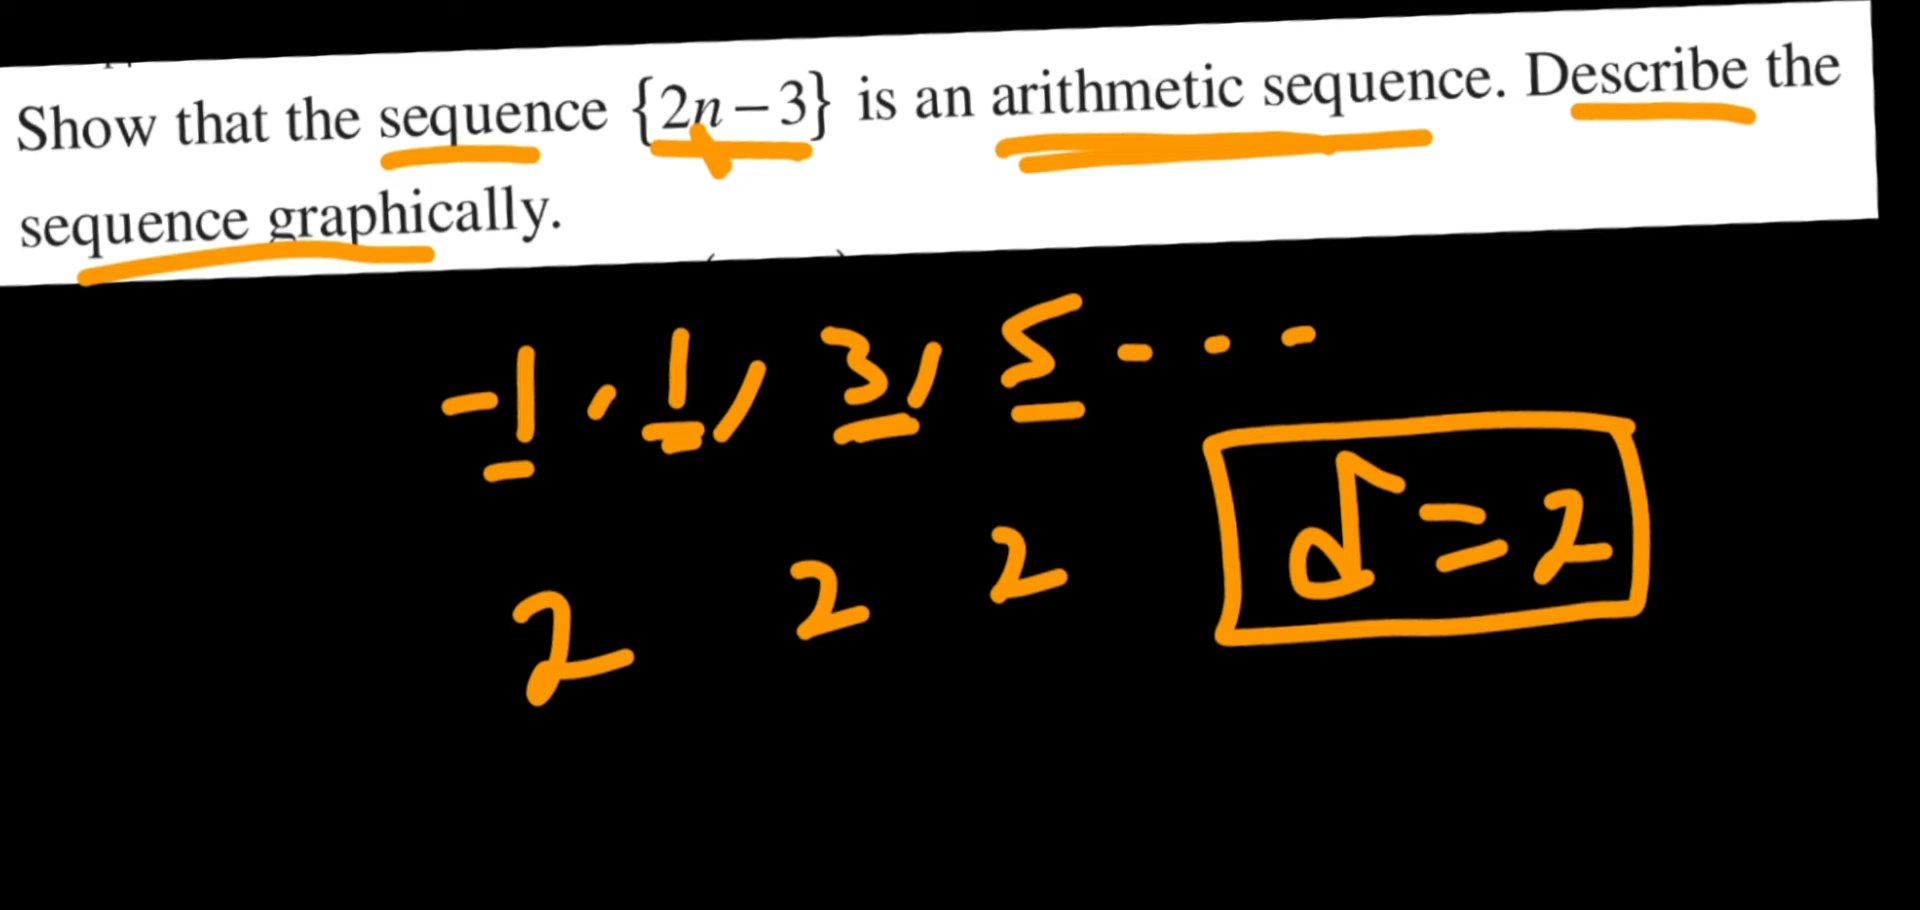 Show that the sequence {2n – 3} is an arithmetic sequence. Describe the
sequence graphically.
-1, 1, 3, 5 - - -
2 2 2
d = 2